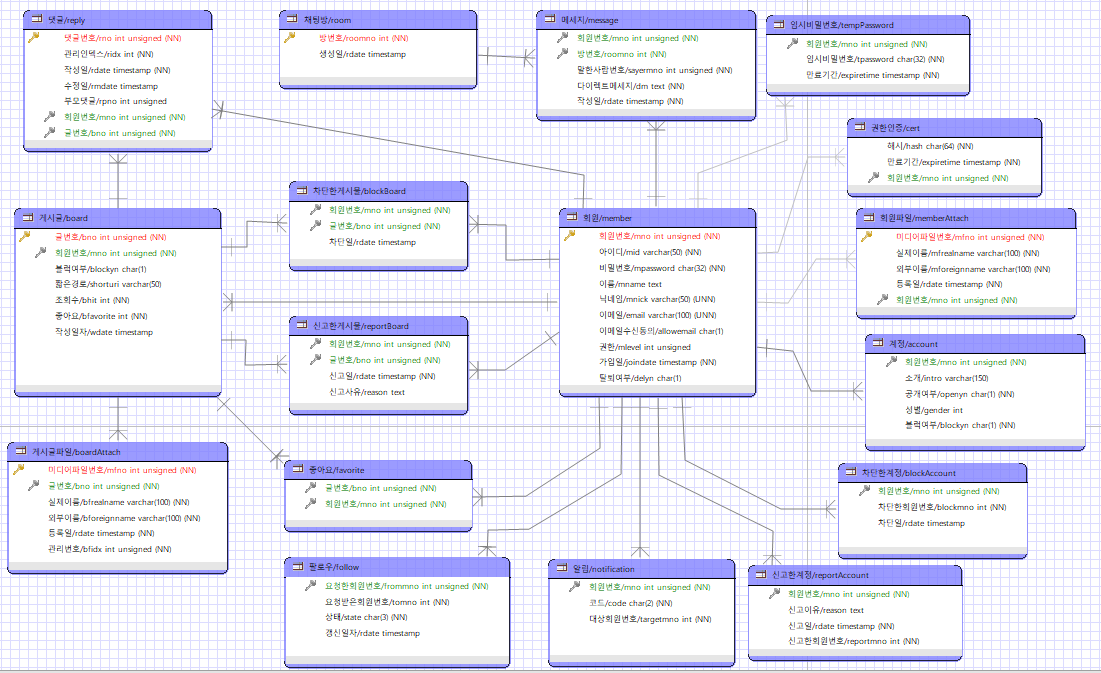 댓글/reply
댓글번호/rno int unsigned (NN)
관리인덱스/ridx int (NN)
작성일/rdate timestamp (NN)
수정일/rmdate timestamp
부모댓글/rpno int unsigned
회원번호/mno int unsigned (NN)
글번호/bno int unsigned (NN)
채팅방/room
방번호/roomno int (NN)
생성일/rdate timestamp
메세지/message
회원번호/mno int unsigned (NN)
방번호/roomno int (NN)
말한사람번호/sayermno int unsigned (NN)
다이렉트메세지/dm text (NN)
작성일/rdate timestamp (NN)
임시비밀번호/tempPassword
회원번호/mno int unsigned (NN)
임시비밀번호/tpassword char(32) (NN)
만료기간/expiretime timestamp (NN)
권한인증/cert
해시/hash char(64) (NN)
만료기간/expiretime timestamp (NN)
회원번호/mno int unsigned (NN)
게시글/board
글번호/bno int unsigned (NN)
회원번호/mno int unsigned (NN)
블럭여부/blockyn char(1)
짧은경로/shorturi varchar(50)
조회수/bhit int (NN)
좋아요/bfavorite int (NN)
작성일자/wdate timestamp
차단한게시물/blockBoard
회원번호/mno int unsigned (NN)
글번호/bno int unsigned (NN)
차단일/rdate timestamp
회원/member
회원번호/mno int unsigned (NN)
아이디/mid varchar(50) (NN)
비밀번호/mpassword char(32) (NN)
이름/mname text
닉네임/mnick varchar(50) (UNN)
이메일/email varchar(100) (UNN)
이메일수신동의/allowemail char(1)
권한/mlevel int unsigned
가입일/joindate timestamp (NN)
탈퇴여부/delyn char(1)
회원파일/memberAttach
미디어파일번호/mfno int unsigned (NN)
실제이름/mfrealname varchar(100) (NN)
외부이름/mforeignname varchar(100) (NN)
등록일/rdate timestamp (NN)
회원번호/mno int unsigned (NN)
신고한게시물/reportBoard
회원번호/mno int unsigned (NN)
글번호/bno int unsigned (NN)
신고일/rdate timestamp (NN)
신고사유/reason text
계정/account
회원번호/mno int unsigned (NN)
소개/intro varchar(150)
공개여부/openyn char(1) (NN)
성별/gender int
블럭여부/blockyn char(1) (NN)
게시글파일/boardAttach
미디어파일번호/mfno int unsigned (NN)
글번호/bno int unsigned (NN)
실제이름/bfrealname varchar(100) (NN)
외부이름/bforeignname varchar(100) (NN)
등록일/rdate timestamp (NN)
관리번호/bfidx int unsigned (NN)
좋아요/favorite
글번호/bno int unsigned (NN)
회원번호/mno int unsigned (NN)
차단한계정/blockAccount
회원번호/mno int unsigned (NN)
차단한회원번호/blockmno int (NN)
차단일/rdate timestamp
팔로우/follow
요청한회원번호/frommno int unsigned (NN)
요청받은회원번호/tomno int (NN)
상태/state char(3) (NN)
갱신일자/rdate timestamp
알림/notification
회원번호/mno int unsigned (NN)
코드/code char(2) (NN)
대상회원번호/targetmno int (NN)
신고한계정/reportAccount
회원번호/mno int unsigned (NN)
신고이유/reason text
신고일/rdate timestamp (NN)
신고한회원번호/reportmno int (NN)